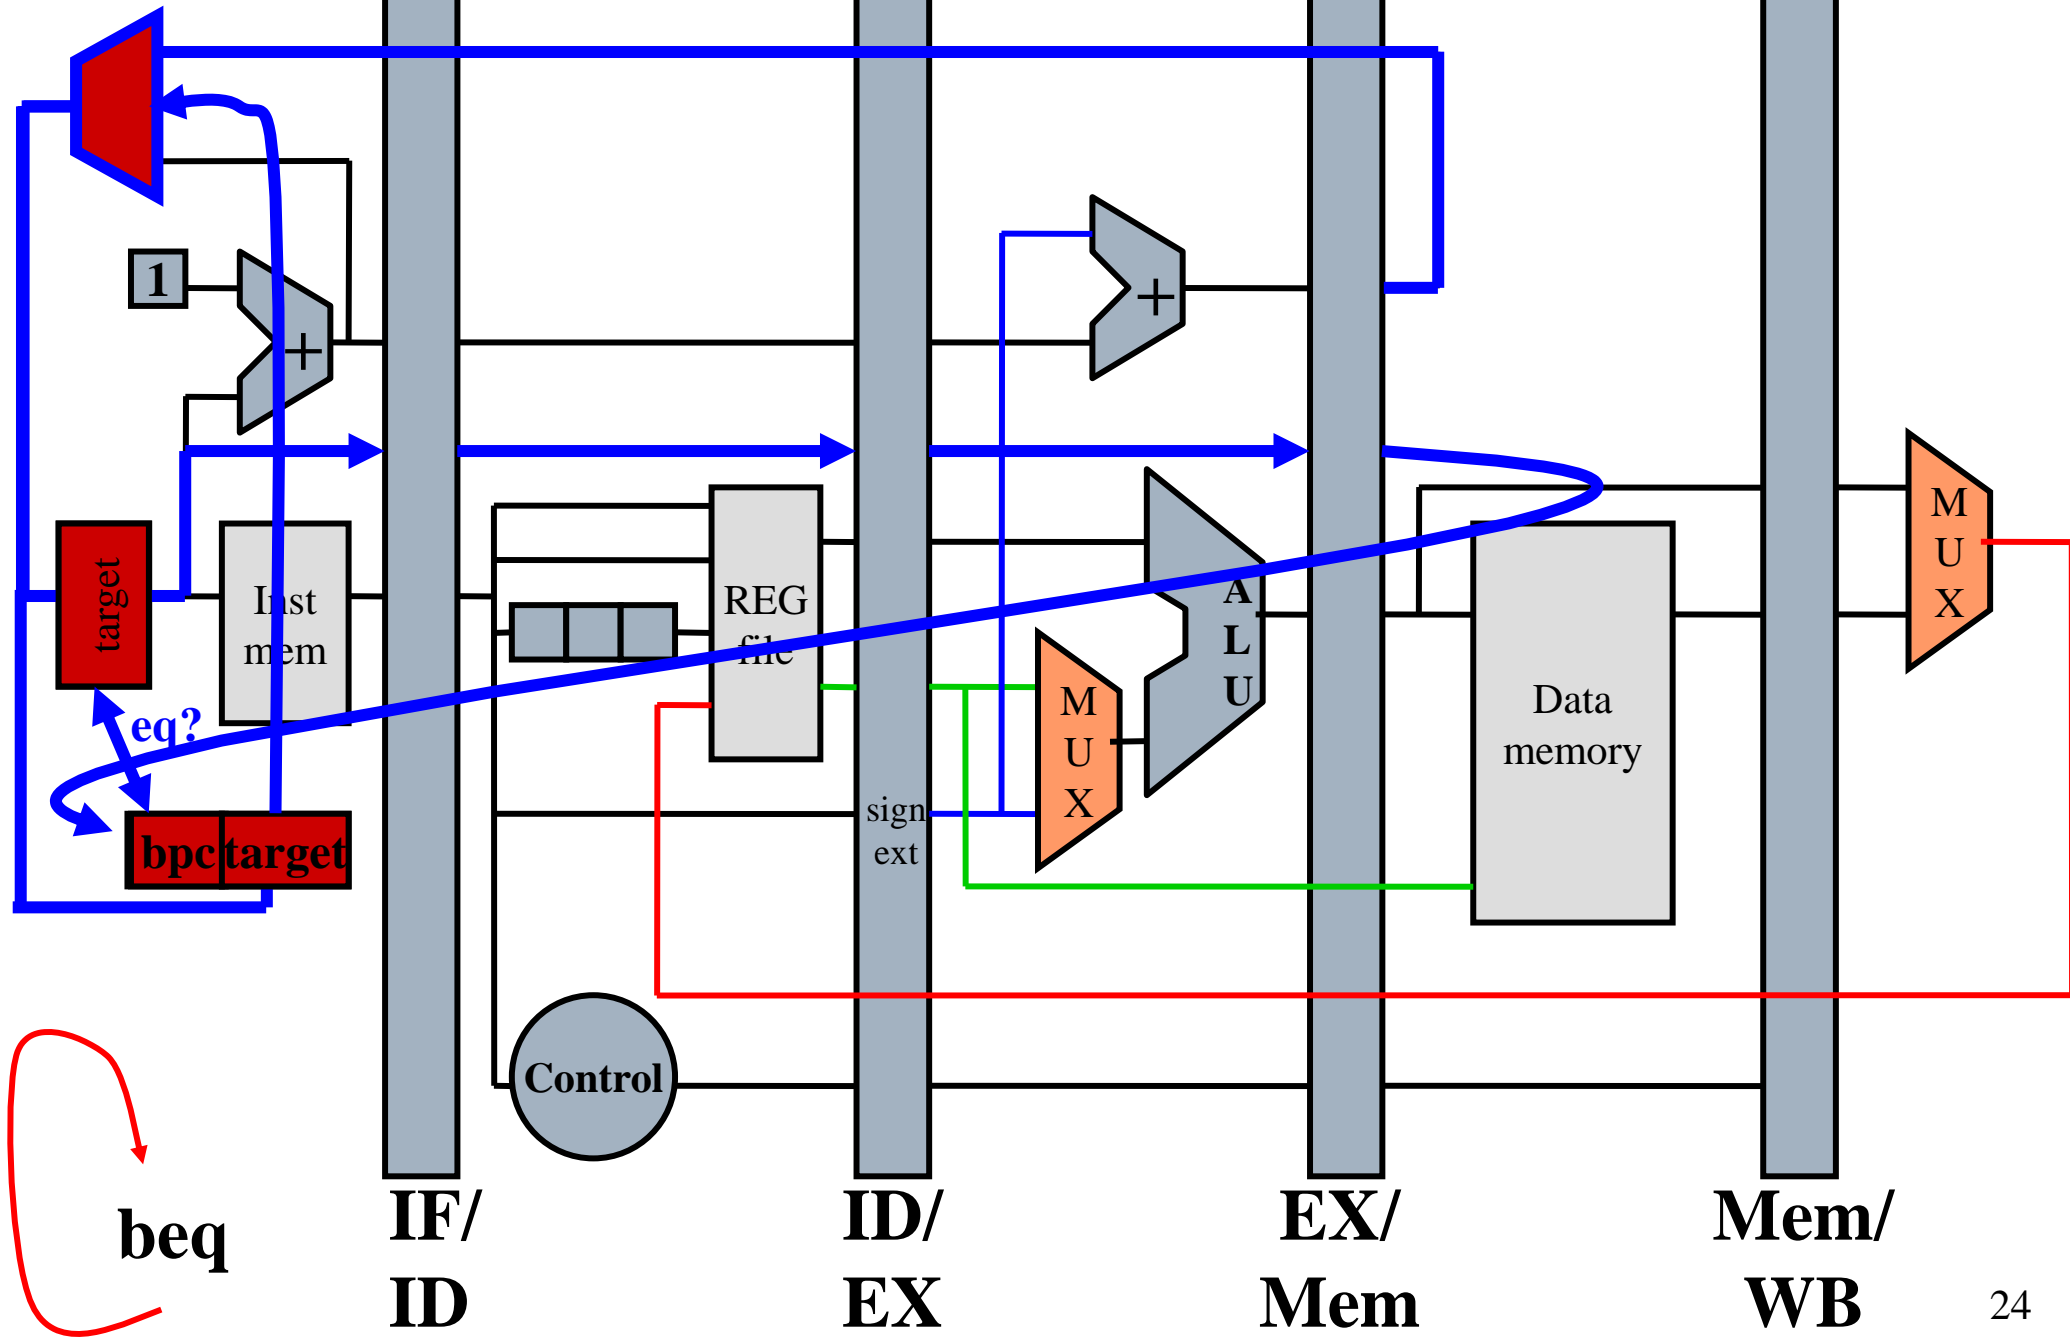 1
+
+
target
Inst
mem
REG
file
A
L
U
M
U
X
M
U
X
Data
memory
eq?
sign
ext
bpc target
Control
beq
IF/
ID
ID/
EX
EX/
Mem
Mem/
WB
24